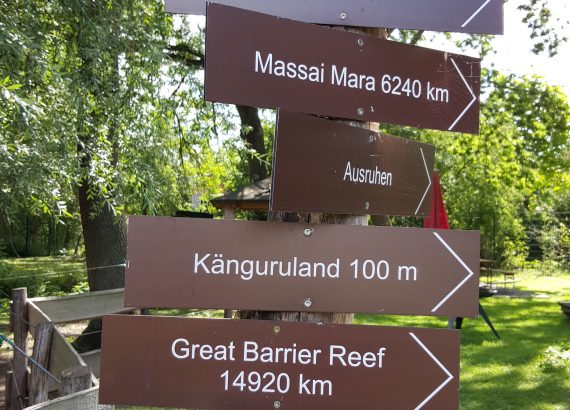 Massai Mara 6240 km
Ausruhen
Känguruland 100 m
Great Barrier Reef
14920 km